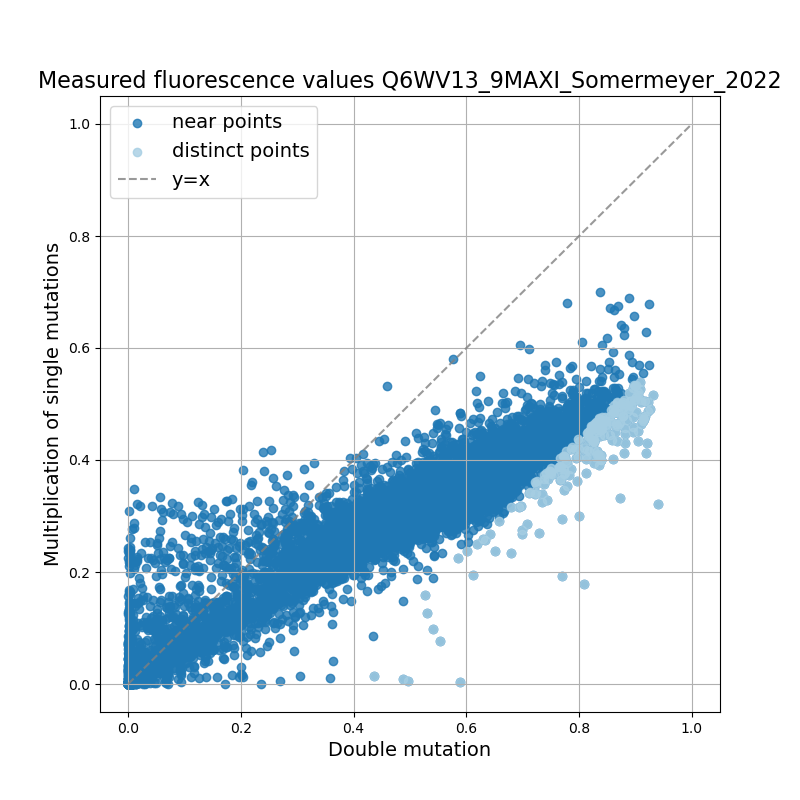 Measured fluorescence values Q6WV13_9MAXI_Somermeyer_2022
near points
distinct points
y=x
1.0
0.8
0.6
0.4
0.2
0.0
Multiplication of single mutations
0.0 0.2 0.4 0.6 0.8 1.0
Double mutation